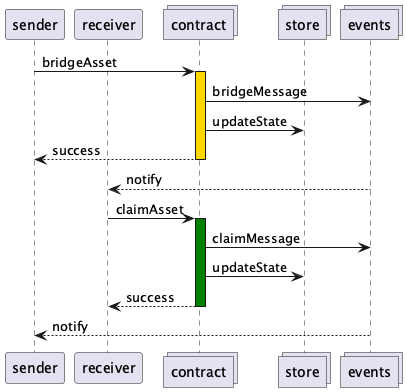 sender receiver contract store events
bridgeAsset
bridgeMessage
updateState
success
notify
claimAsset
claimMessage
updateState
success
notify
sender receiver contract store events